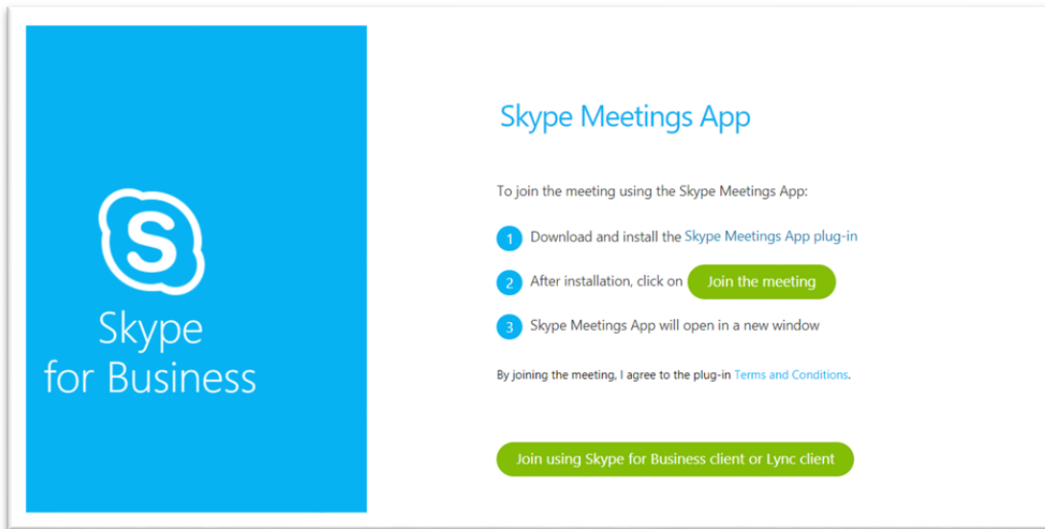 S
Skype
for Business
Skype Meetings App
To join the meeting using the Skype Meetings App:
1 Download and install the Skype Meetings App plug-in
2 After installation, click on Join the meeting
3 Skype Meetings App will open in a new window
By joining the meeting, I agree to the plug-in Terms and Conditions.
Join using Skype for Business client or Lync client